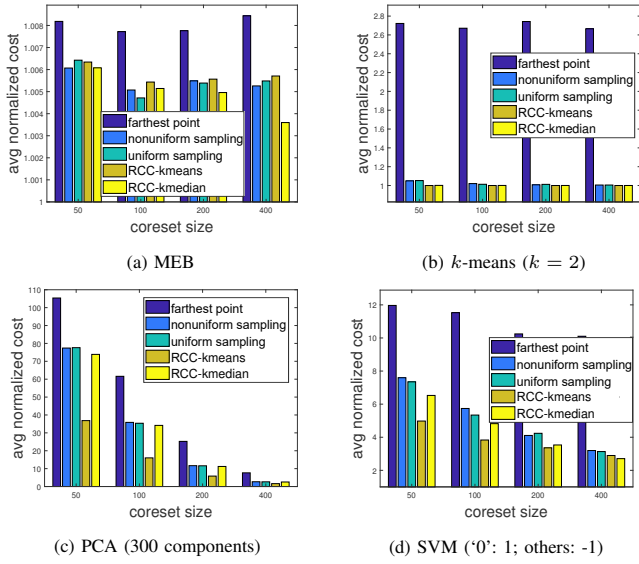 1.008
1.007
1.006
1.005
1.004
1.003
1.002
1.001
1
avg normalized cost
farthest point
nonuniform sampling
uniform sampling
RCC-kmeans
RCC-kmedian
50 100 200 400
coreset size
(a) MEB
2.8
2.6
2.4
2.2
2
1.8
1.6
1.4
1.2
1
avg normalized cost
farthest point
nonuniform sampling
uniform sampling
RCC-kmeans
RCC-kmedian
50 100 200 400
coreset size
(b) k-means (k = 2)
110
100
90
80
70
60
50
40
30
20
10
0
avg normalized cost
farthest point
nonuniform sampling
uniform sampling
RCC-kmeans
RCC-kmedian
50 100 200 400
coreset size
(c) PCA (300 components)
12
10
8
6
4
2
avg normalized cost
farthest point
nonuniform sampling
uniform sampling
RCC-kmeans
RCC-kmedian
50 100 200 400
coreset size
(d) SVM (‘0’: 1; others: -1)